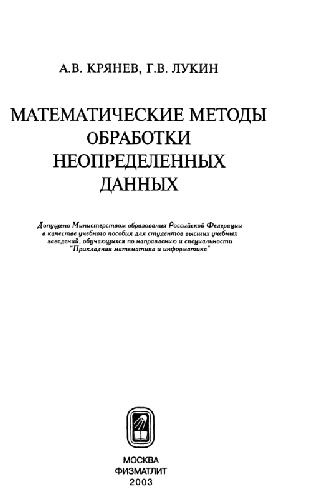 А.В. КРЯНЕВ, Г.В. ЛУКИН
МАТЕМАТИЧЕСКИЕ МЕТОДЫ
ОБРАБОТКИ
НЕОПРЕДЕЛЕННЫХ
ДАННЫХ
Допущено Министерством образования Российской Федерации
в качестве учебного пособия для студентов высших учебных
заведений, обучающихся по направлению и специальности
"Прикладная математика и информатика"
МОСКВА
ФИЗМАТЛИТ
2003